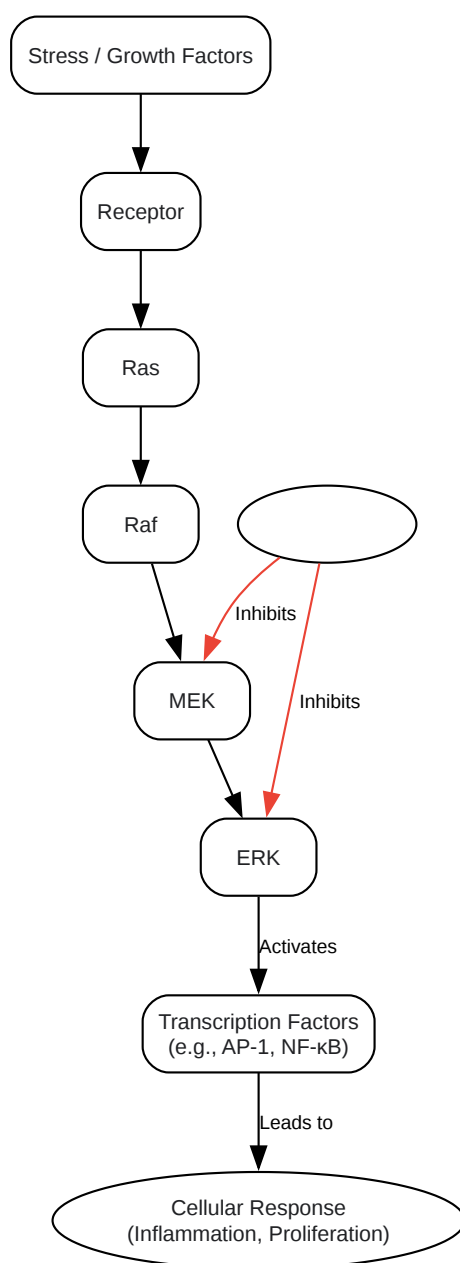 Stress / Growth Factors
Receptor
Ras
Raf
Inhibits
MEK
Inhibits
ERK
Activates
Transcription Factors
(e.g., AP-1, NF-κB)
Leads to
Cellular Response
(Inflammation, Proliferation)